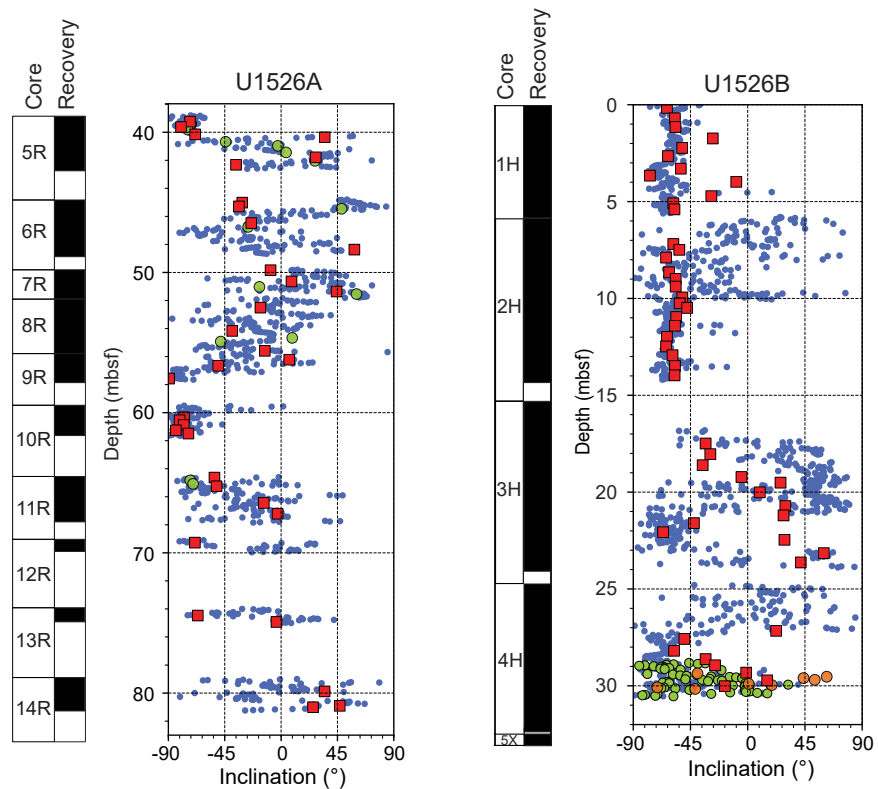 U1526A
Core
Recovery
5R
6R
7R
8R
9R
10R
11R
12R
13R
14R
Depth (mbsf)
40
50
60
70
80
-90 -45 0 45 90
Inclination (°)
U1526B
Core
Recovery
1H
2H
3H
4H
5X
Depth (mbsf)
0
5
10
15
20
25
30
-90 -45 0 45 90
Inclination (°)